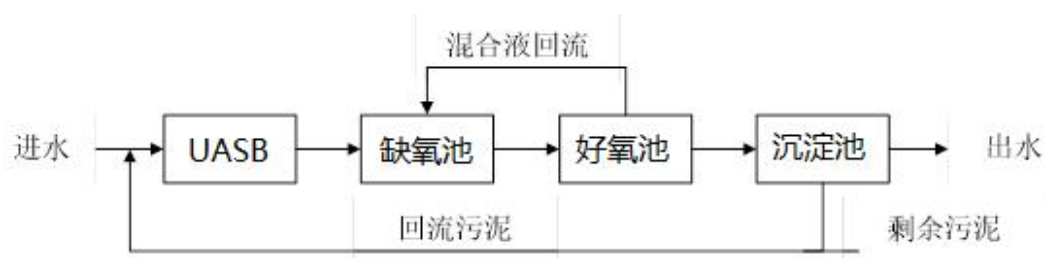 混合液回流
进水
UASB
缺氧池
好氧池
沉淀池
出水
回流污泥
剩余污泥